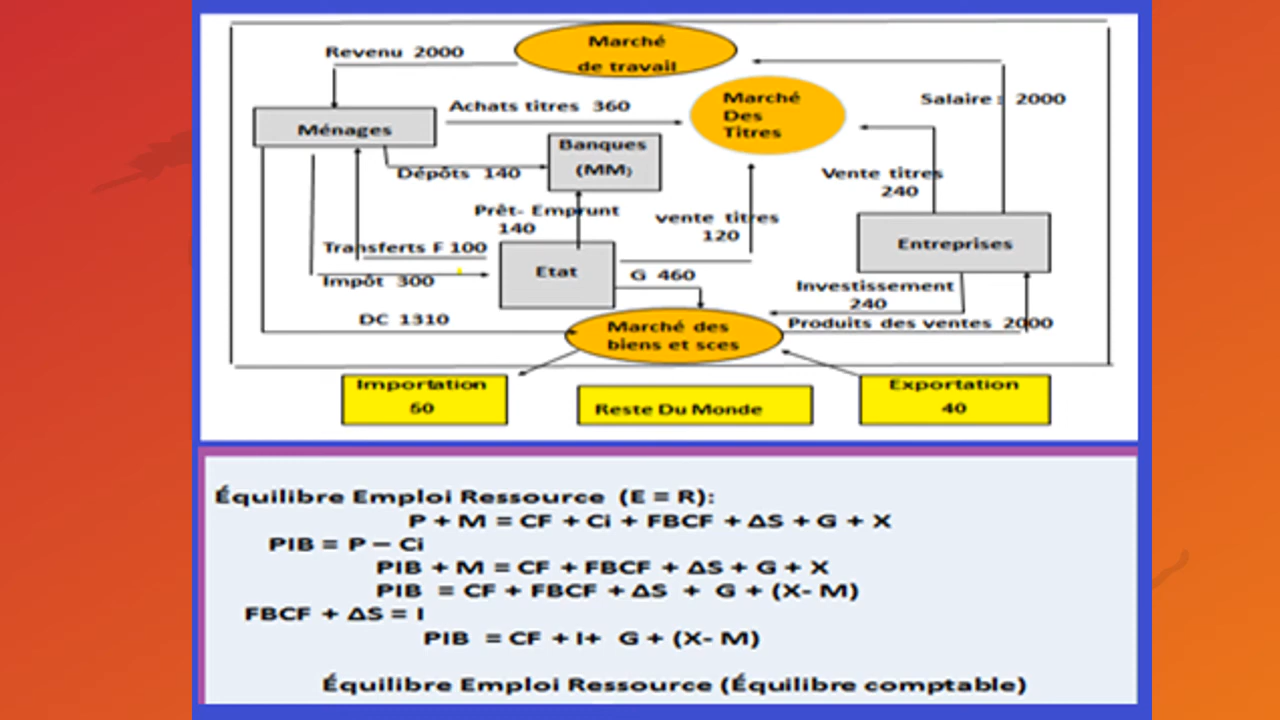 Marché
de travail
Revenu 2000
Marché
Des
Titres
Salaire : 2000
Achats titres 360
Ménages
Banques
(MM)
Dépôts 140
Vente titres
240
Prêt- Emprunt
140
vente titres
120
Transferts F 100
Etat
Entreprises
Impôt 300
G 460
Investissement
240
DC 1310
Marché des
biens et sces
Produits des ventes 2000
Importation
50
Reste Du Monde
Exportation
40
Équilibre Emploi Ressource (E = R):
P + M = CF + Ci + FBCF + ΔS + G + X
PIB = P – Ci
PIB + M = CF + FBCF + ΔS + G + X
PIB = CF + FBCF + ΔS + G + (X- M)
FBCF + ΔS = I
PIB = CF + I+ G + (X- M)
Équilibre Emploi Ressource (Équilibre comptable)